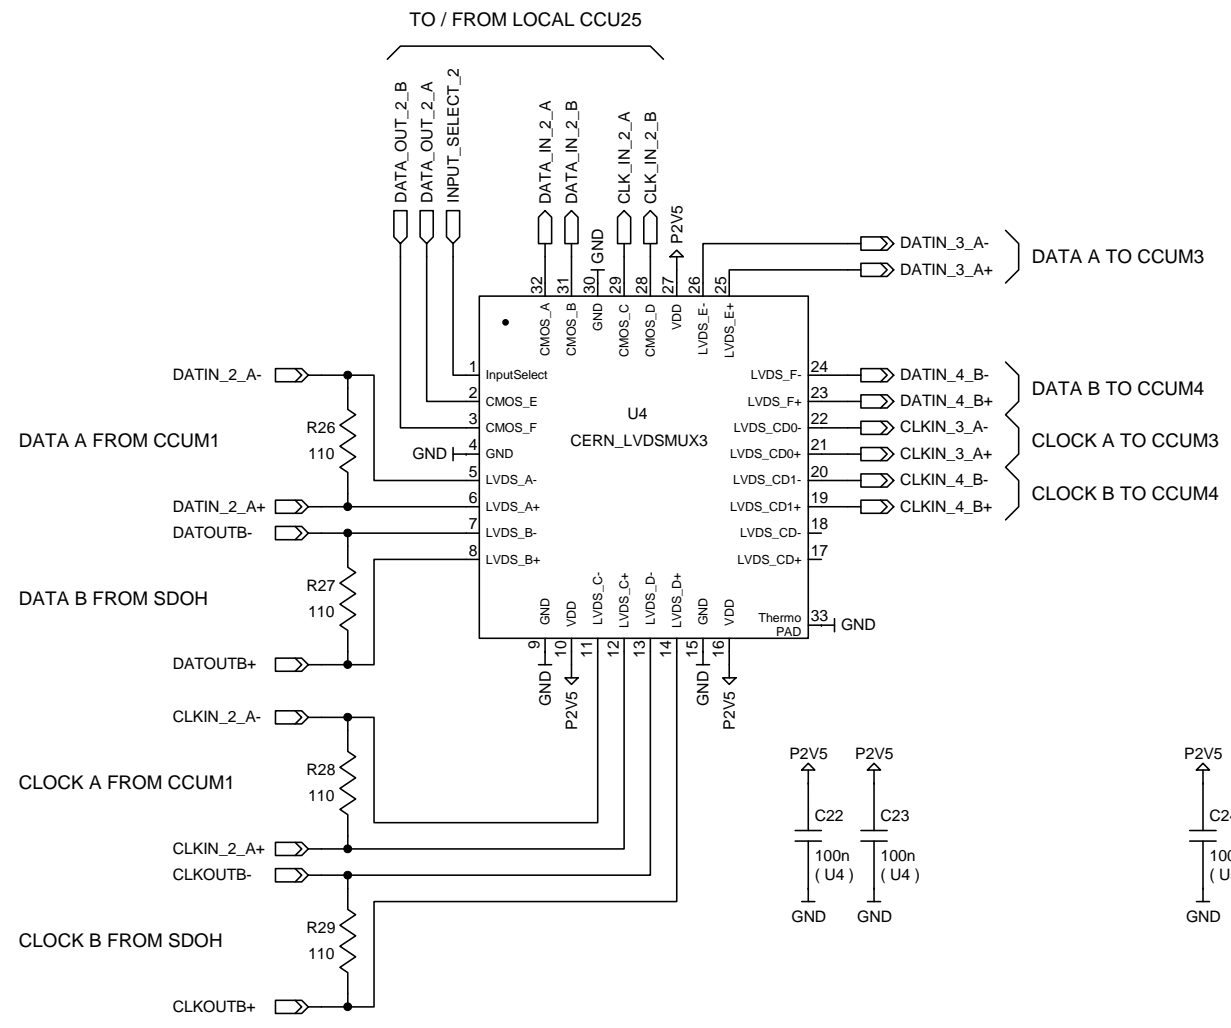 TO / FROM LOCAL CCU25
DATA_OUT_2_B
DATA_OUT_2_A
INPUT_SELECT_2
DATA_IN_2_A
DATA_IN_2_B
GND
CLK_IN_2_A
CLK_IN_2_B
P2V5
DATIN_3_A-
DATIN_3_A+
DATA A TO CCUM3
32 31 30 29 28 27 26 25
CMOS_A
CMOS_B
GND
CMOS_C
CMOS_D
VDD
LVDS_E-
LVDS_E+
DATIN_2_A-
R26
110
DATA A FROM CCUM1
DATIN_2_A+
DATOUTB-
R27
110
DATA B FROM SDOH
DATOUTB+
1 InputSelect
2 CMOS_E
3 CMOS_F
GND 4 GND
5 LVDS_A-
6 LVDS_A+
7 LVDS_B-
8 LVDS_B+
U4
CERN_LVDSMUX3
LVDS_F- 24 DATIN_4_B-
LVDS_F+ 23 DATIN_4_B+
DATA B TO CCUM4
LVDS_CD0- 22 CLKIN_3_A-
LVDS_CD0+ 21 CLKIN_3_A+
CLOCK A TO CCUM3
LVDS_CD1- 20 CLKIN_4_B-
LVDS_CD1+ 19 CLKIN_4_B+
CLOCK B TO CCUM4
LVDS_CD- 18
LVDS_CD+ 17
Thermo 33 GND
PAD
GND
VDD
LVDS_C-
LVDS_C+
LVDS_D-
LVDS_D+
GND
VDD
9 10 11 12 13 14 15 16
GND
P2V5
GND
P2V5
CLKIN_2_A-
R28
110
CLOCK A FROM CCUM1
CLKIN_2_A+
CLKOUTB-
R29
110
CLOCK B FROM SDOH
CLKOUTB+
P2V5
C22
100n
( U4 )
GND
P2V5
C23
100n
( U4 )
GND
P2V5
GND